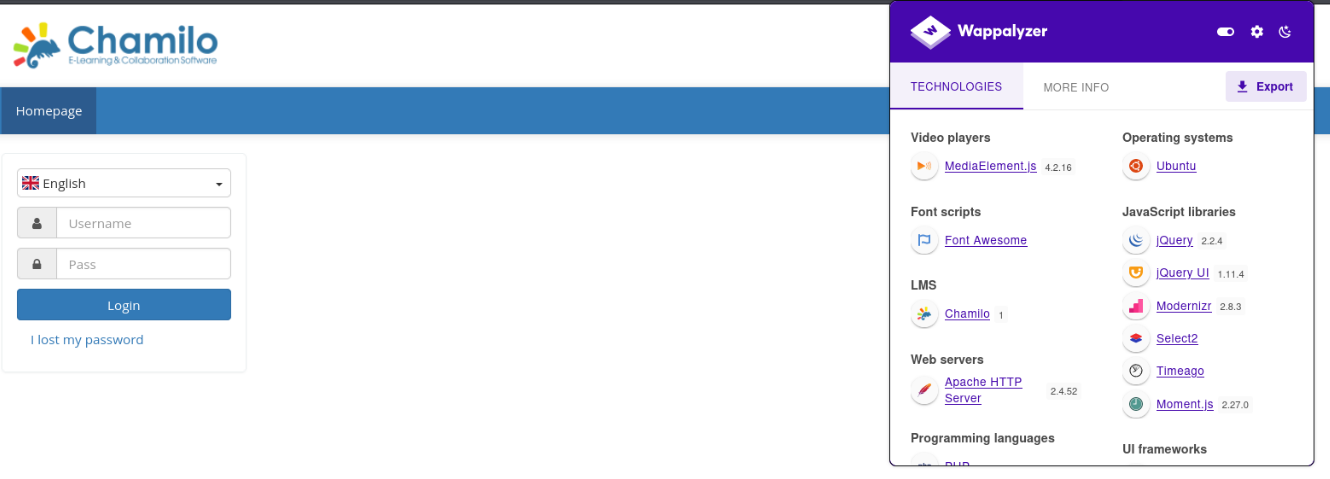 Chamilo
E-Learning & Collaboration Software
Homepage
English
Username
Pass
Login
I lost my password
Wappalyzer
TECHNOLOGIES
MORE INFO
Export
Video players
MediaElement.js 4.2.16
Font scripts
Font Awesome
LMS
Chamilo 1
Web servers
Apache HTTP
Server 2.4.52
Programming languages
PHP
Operating systems
Ubuntu
JavaScript libraries
jQuery 2.2.4
jQuery UI 1.11.4
Modernizr 2.8.3
Select2
Timeago
Moment.js 2.27.0
UI frameworks